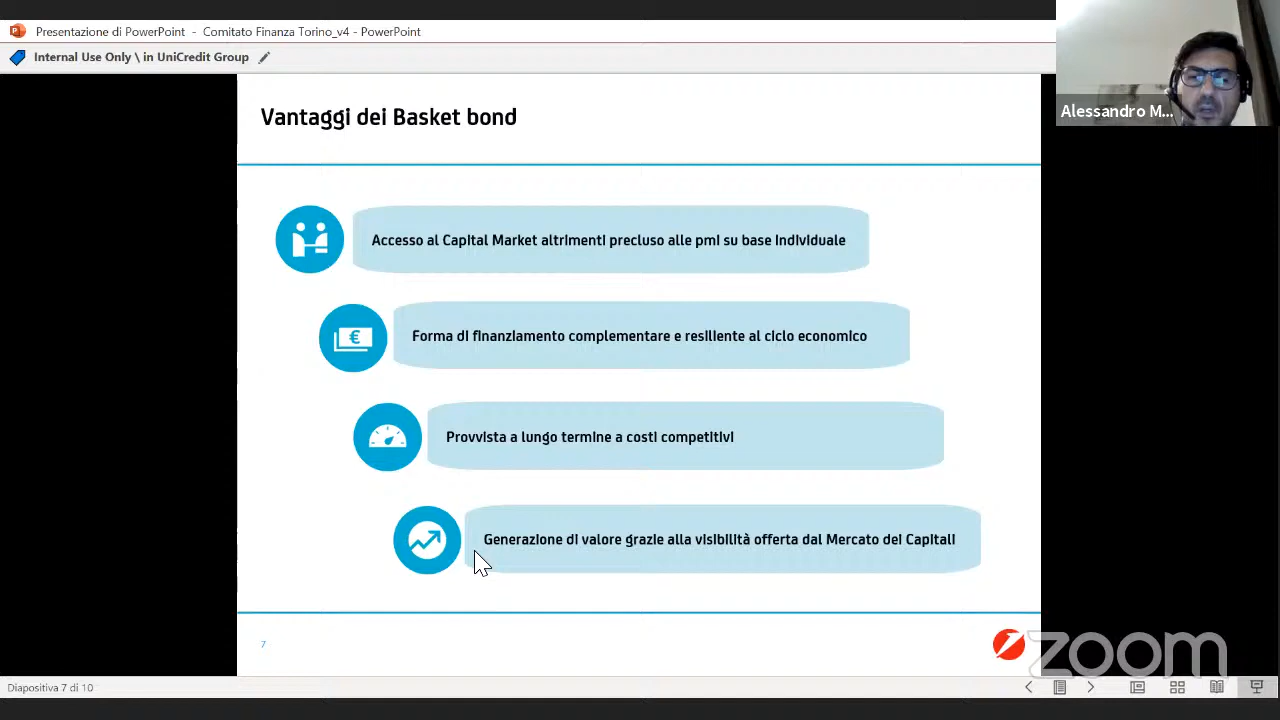 Presentazione di PowerPoint - Comitato Finanza Torino_v4 - PowerPoint
Internal Use Only \ in UniCredit Group
Alessandro M...
Vantaggi dei Basket bond
Accesso al Capital Market altrimenti precluso alle pmi su base individuale
Forma di finanziamento complementare e resiliente al ciclo economico
Provvista a lungo termine a costi competitivi
Generazione di valore grazie alla visibilità offerta dal Mercato dei Capitali
7
zoom
Diapositiva 7 di 10